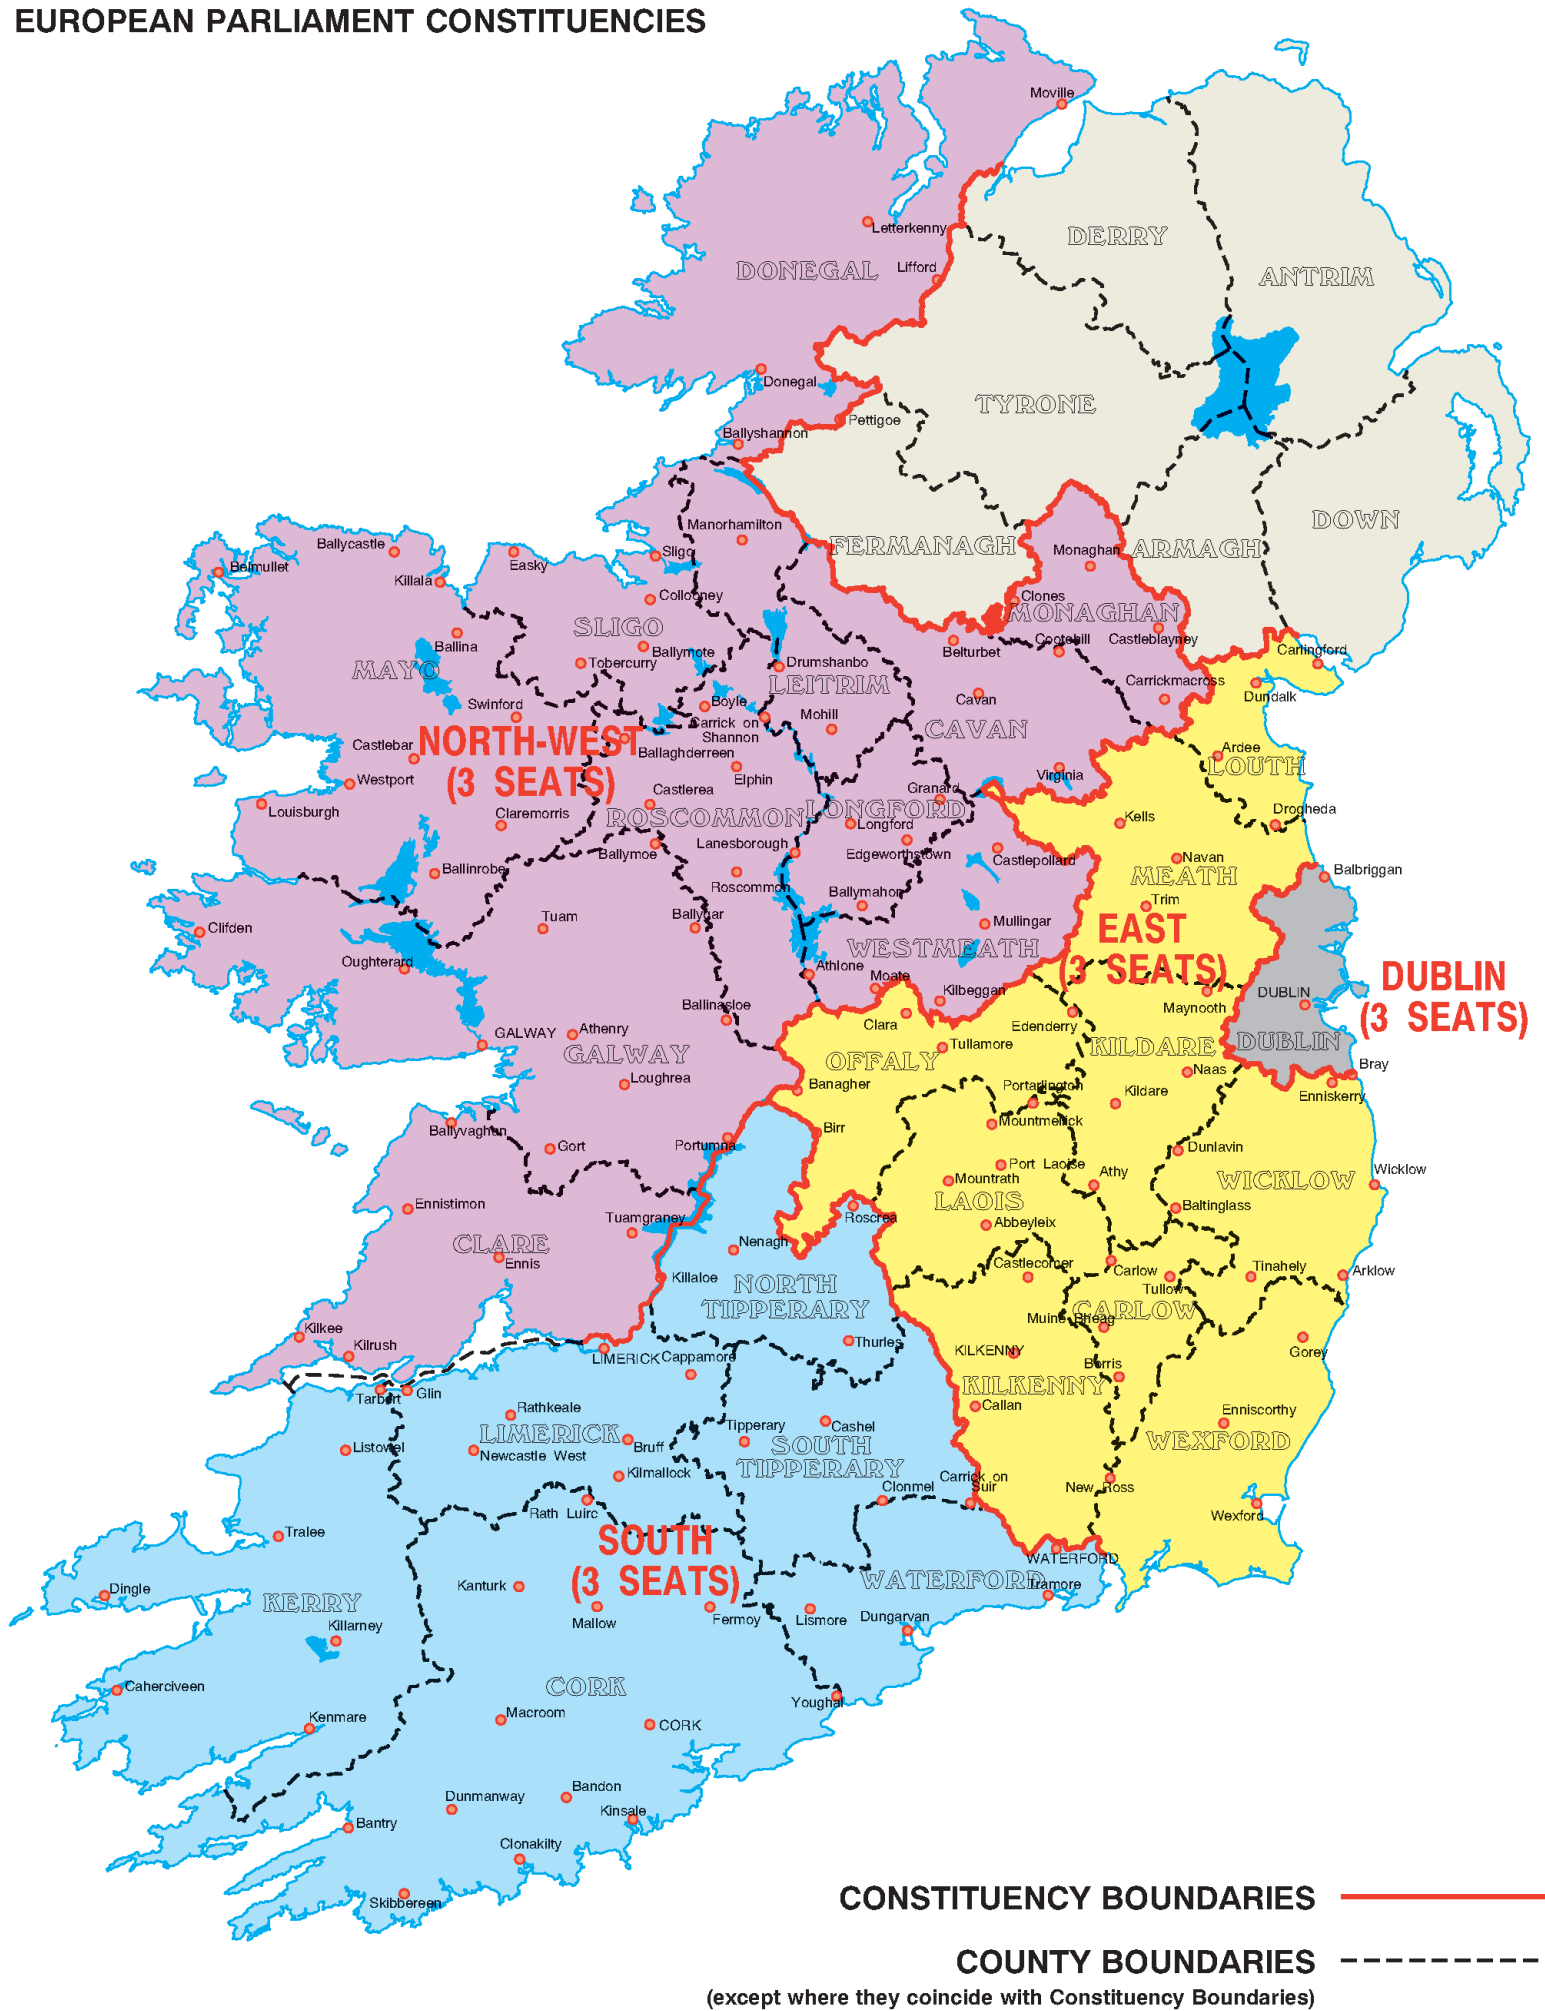 EUROPEAN PARLIAMENT CONSTITUENCIES
Moville
DERRY
Letterkenny
Lifford
DONEGAL
ANTRIM
Donegal
TYRONE
Pettigoe
Ballyshannon
DOWN
Manorhamilton
Ballycastle
Sligo
FERMANAGH
Monaghan
ARMAGH
Belmullet
Easky
Killala
Collooney
Clones
MONAGHAN
SLIGO
Ballina
Ballymote
Belturbet
Cootehill
Castleblayney
Carlingford
MAYO
Tobercurry
Drumshanbo
LEITRIM
Carrickmacross
Dundalk
Swinford
Boyle
Cavan
Carrick on
Shannon
Mohill
CAVAN
NORTH-WEST
(3 SEATS)
Castlebar
Ballaghderreen
Ardee
LOUTH
Westport
Elphin
Virginia
Castlerea
Granard
Louisburgh
Claremorris
ROSCOMMON
LONGFORD
Drogheda
Longford
Kells
Ballymoe
Lanesborough
Edgeworthstown
Castlepollard
Navan
Ballinrobe
Roscommon
MEATH
Balbriggan
Ballymahon
Trim
Tuam
Ballygar
Mullingar
Clifden
EAST
(3 SEATS)
WESTMEATH
Oughterard
Athlone
Moate
DUBLIN
(3 SEATS)
Kilbeggan
DUBLIN
Ballinasloe
Maynooth
Clara
Edenderry
GALWAY
Athenry
DUBLIN
GALWAY
OFFALY
Tullamore
KILDARE
Bray
Loughrea
Banagher
Portarlington
Kildare
Naas
Enniskerry
Ballyvaghan
Birr
Mountmellick
Gort
Portumna
Dunlavin
Port Laoise
Athy
Wicklow
Mountrath
WICKLOW
LAOIS
Ennistimon
Baltinglass
Tuamgraney
Roscrea
Abbeyleix
CLARE
Nenagh
Ennis
Castlecomer
Carlow
Tinahely
Arklow
Killaloe
NORTH
TIPPERARY
Tullow
CARLOW
Muine Bheag
Kilkee
Kilrush
Thurles
KILKENNY
Gorey
LIMERICK
Cappamore
Borris
KILKENNY
Tarbert
Glin
Callan
Rathkeale
Enniscorthy
LIMERICK
Tipperary
Cashel
WEXFORD
Listowel
Newcastle West
Bruff
SOUTH
TIPPERARY
Kilmallock
Carrick on
Suir
Clonmel
New Ross
Rath Luirc
Wexford
Tralee
SOUTH
(3 SEATS)
WATERFORD
Dingle
Kanturk
WATERFORD
Tramore
KERRY
Mallow
Fermoy
Lismore
Dungarvan
Killarney
Caherciveen
CORK
Youghal
Kenmare
Macroom
CORK
Bandon
Dunmanway
Kinsale
Bantry
Clonakilty
Skibbereen
CONSTITUENCY BOUNDARIES
COUNTY BOUNDARIES
(except where they coincide with Constituency Boundaries)